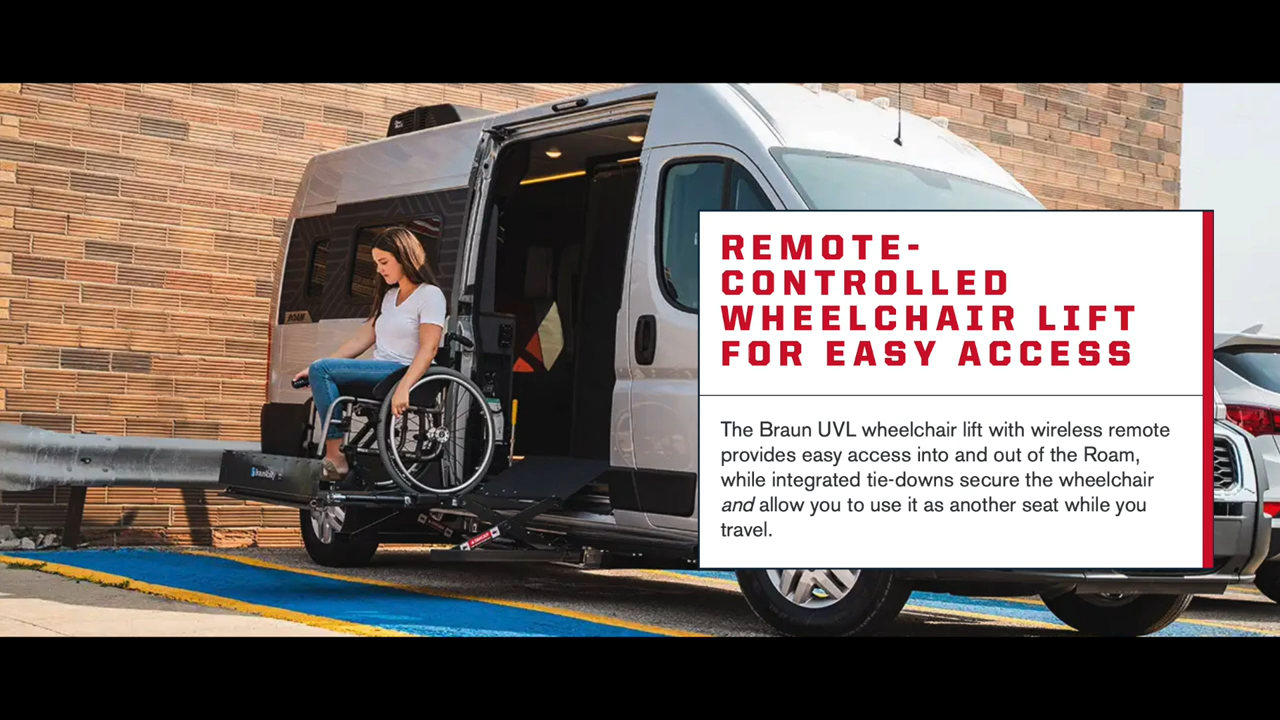 REMOTE-
CONTROLLED
WHEELCHAIR LIFT
FOR EASY ACCESS
The Braun UVL wheelchair lift with wireless remote
provides easy access into and out of the Roam,
while integrated tie-downs secure the wheelchair
and allow you to use it as another seat while you
travel.
ROAM
BraunAbility